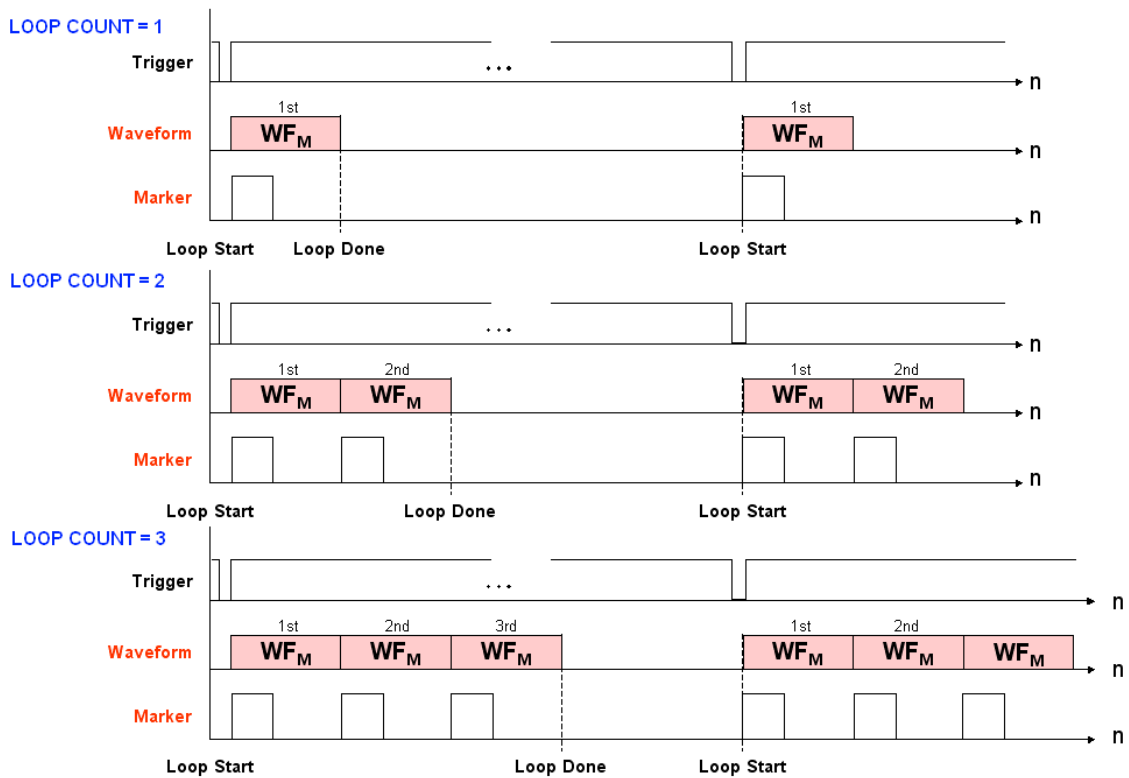 LOOP COUNT = 1
Trigger
...
n
1st
1st
Waveform
WFM
WFM
n
Marker
n
Loop Start
Loop Done
Loop Start
LOOP COUNT = 2
Trigger
...
n
1st
2nd
1st
2nd
Waveform
WFM
WFM
WFM
WFM
n
Marker
n
Loop Start
Loop Done
Loop Start
LOOP COUNT = 3
Trigger
...
n
1st
2nd
3rd
1st
2nd
Waveform
WFM
WFM
WFM
WFM
WFM
WFM
n
Marker
n
Loop Start
Loop Done
Loop Start